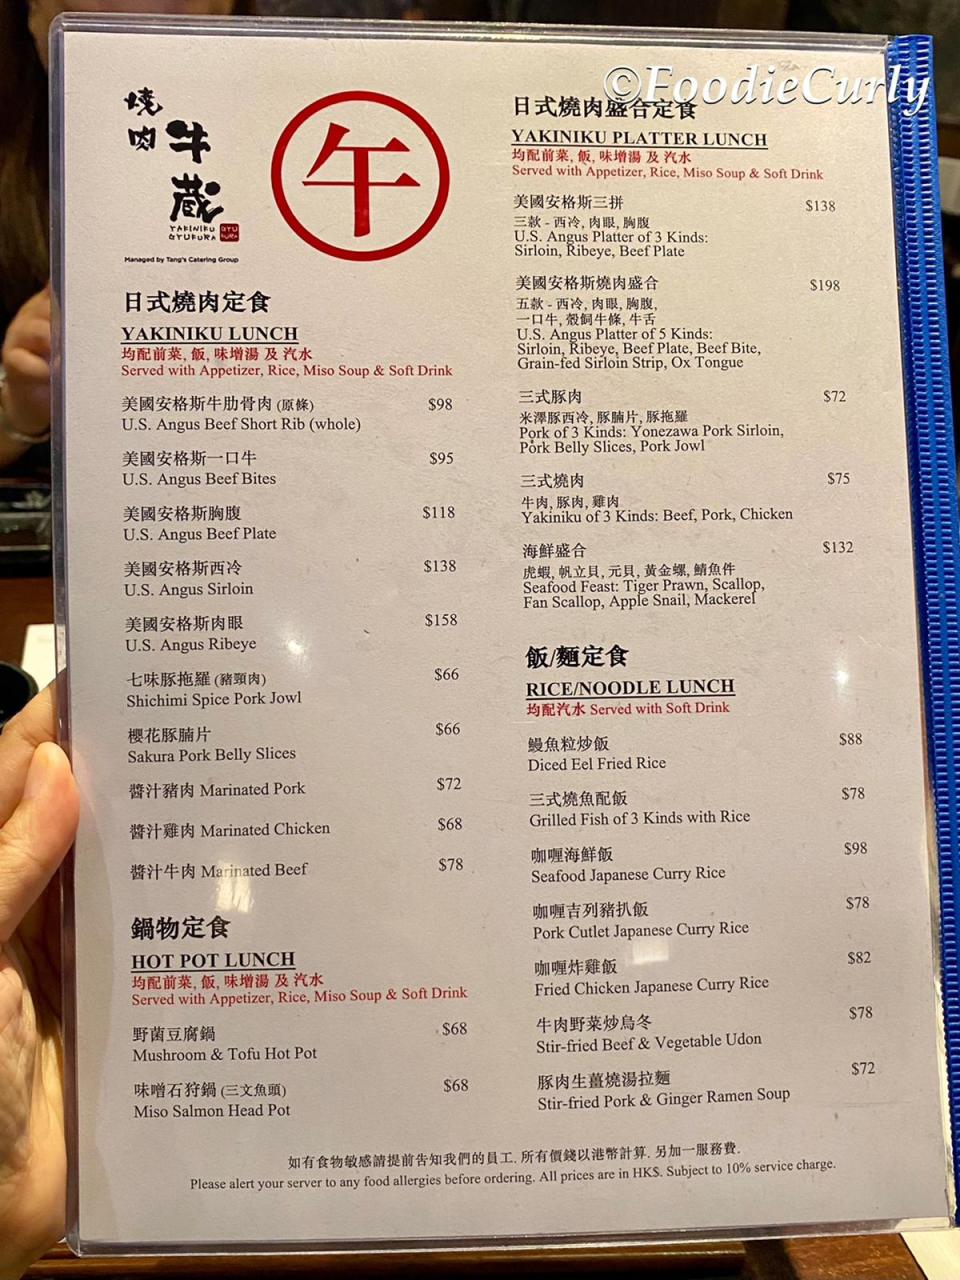 ©FoodieCurly
燒肉
牛蔵
YAKINIKU
GYUKURA
GYU
KURA
Managed by Tang's Catering Group
午
日式燒肉定食
YAKINIKU LUNCH
均配前菜, 飯, 味增湯 及 汽水
Served with Appetizer, Rice, Miso Soup & Soft Drink
美國安格斯牛肋骨肉 (原條) $98
U.S. Angus Beef Short Rib (whole)
美國安格斯一口牛 $95
U.S. Angus Beef Bites
美國安格斯胸腹 $118
U.S. Angus Beef Plate
美國安格斯西冷 $138
U.S. Angus Sirloin
美國安格斯肉眼 $158
U.S. Angus Ribeye
七味豚拖羅 (豬頸肉) $66
Shichimi Spice Pork Jowl
櫻花豚腩片 $66
Sakura Pork Belly Slices
醬汁豬肉 Marinated Pork $72
醬汁雞肉 Marinated Chicken $68
醬汁牛肉 Marinated Beef $78
鍋物定食
HOT POT LUNCH
均配前菜, 飯, 味增湯 及 汽水
Served with Appetizer, Rice, Miso Soup & Soft Drink
野菌豆腐鍋 $68
Mushroom & Tofu Hot Pot
味噌石狩鍋 (三文魚頭) $68
Miso Salmon Head Pot
日式燒肉盛合定食
YAKINIKU PLATTER LUNCH
均配前菜, 飯, 味增湯 及 汽水
Served with Appetizer, Rice, Miso Soup & Soft Drink
美國安格斯三拼 $138
三款 - 西冷, 肉眼, 胸腹
U.S. Angus Platter of 3 Kinds:
Sirloin, Ribeye, Beef Plate
美國安格斯燒肉盛合 $198
五款 - 西冷, 肉眼, 胸腹,
一口牛, 穀飼牛條, 牛舌
U.S. Angus Platter of 5 Kinds:
Sirloin, Ribeye, Beef Plate, Beef Bite,
Grain-fed Sirloin Strip, Ox Tongue
三式豚肉 $72
米澤豚西冷, 豚腩片, 豚拖羅
Pork of 3 Kinds: Yonezawa Pork Sirloin,
Pork Belly Slices, Pork Jowl
三式燒肉 $75
牛肉, 豚肉, 雞肉
Yakiniku of 3 Kinds: Beef, Pork, Chicken
海鮮盛合 $132
虎蝦, 帆立貝, 元貝, 黃金螺, 鯖魚件
Seafood Feast: Tiger Prawn, Scallop,
Fan Scallop, Apple Snail, Mackerel
飯/麵定食
RICE/NOODLE LUNCH
均配汽水 Served with Soft Drink
鰻魚粒炒飯 $88
Diced Eel Fried Rice
三式燒魚配飯 $78
Grilled Fish of 3 Kinds with Rice
咖喱海鮮飯 $98
Seafood Japanese Curry Rice
咖喱吉列豬扒飯 $78
Pork Cutlet Japanese Curry Rice
咖喱炸雞飯 $82
Fried Chicken Japanese Curry Rice
牛肉野菜炒烏冬 $78
Stir-fried Beef & Vegetable Udon
豚肉生薑燒湯拉麵 $72
Stir-fried Pork & Ginger Ramen Soup
如有食物敏感請提前告知我們的員工. 所有價錢以港幣計算. 另加一服務費.
Please alert your server to any food allergies before ordering. All prices are in HK$. Subject to 10% service charge.